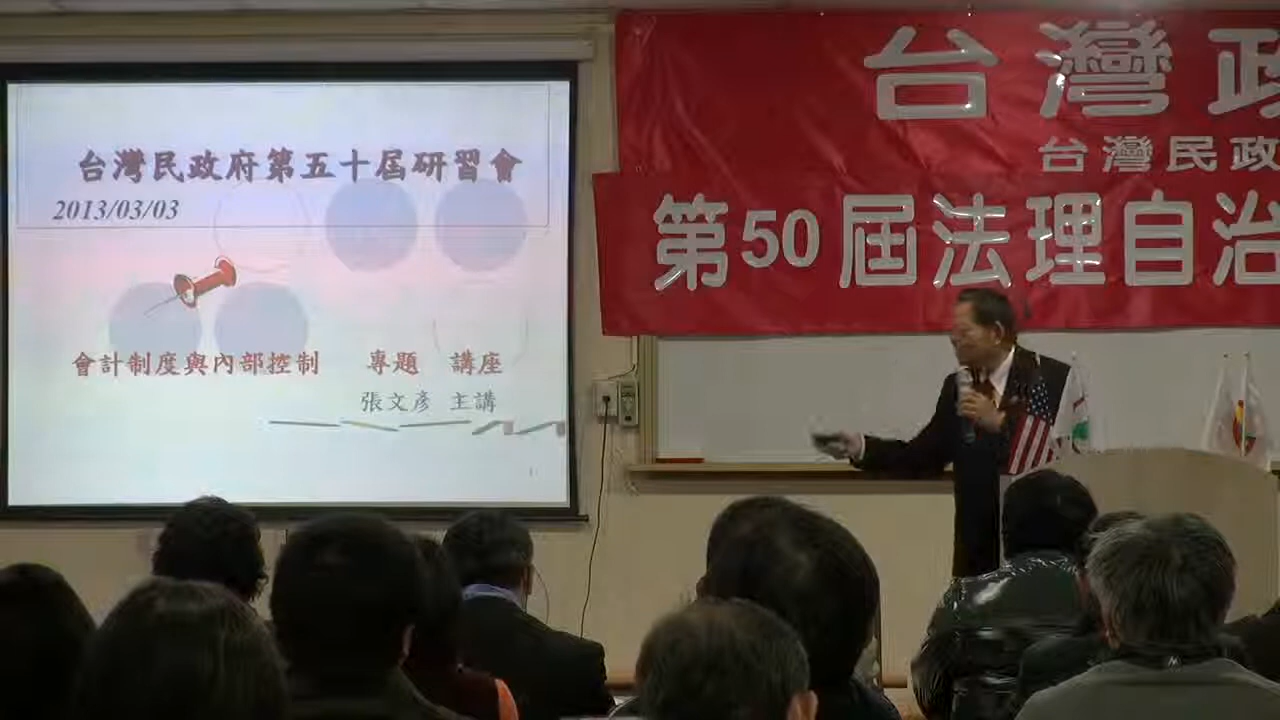 台灣民政府第五十屆研習會
2013/03/03
會計制度與內部控制 專題 講座
張文彥 主講
台灣政
台灣民政
第50屆法理自治